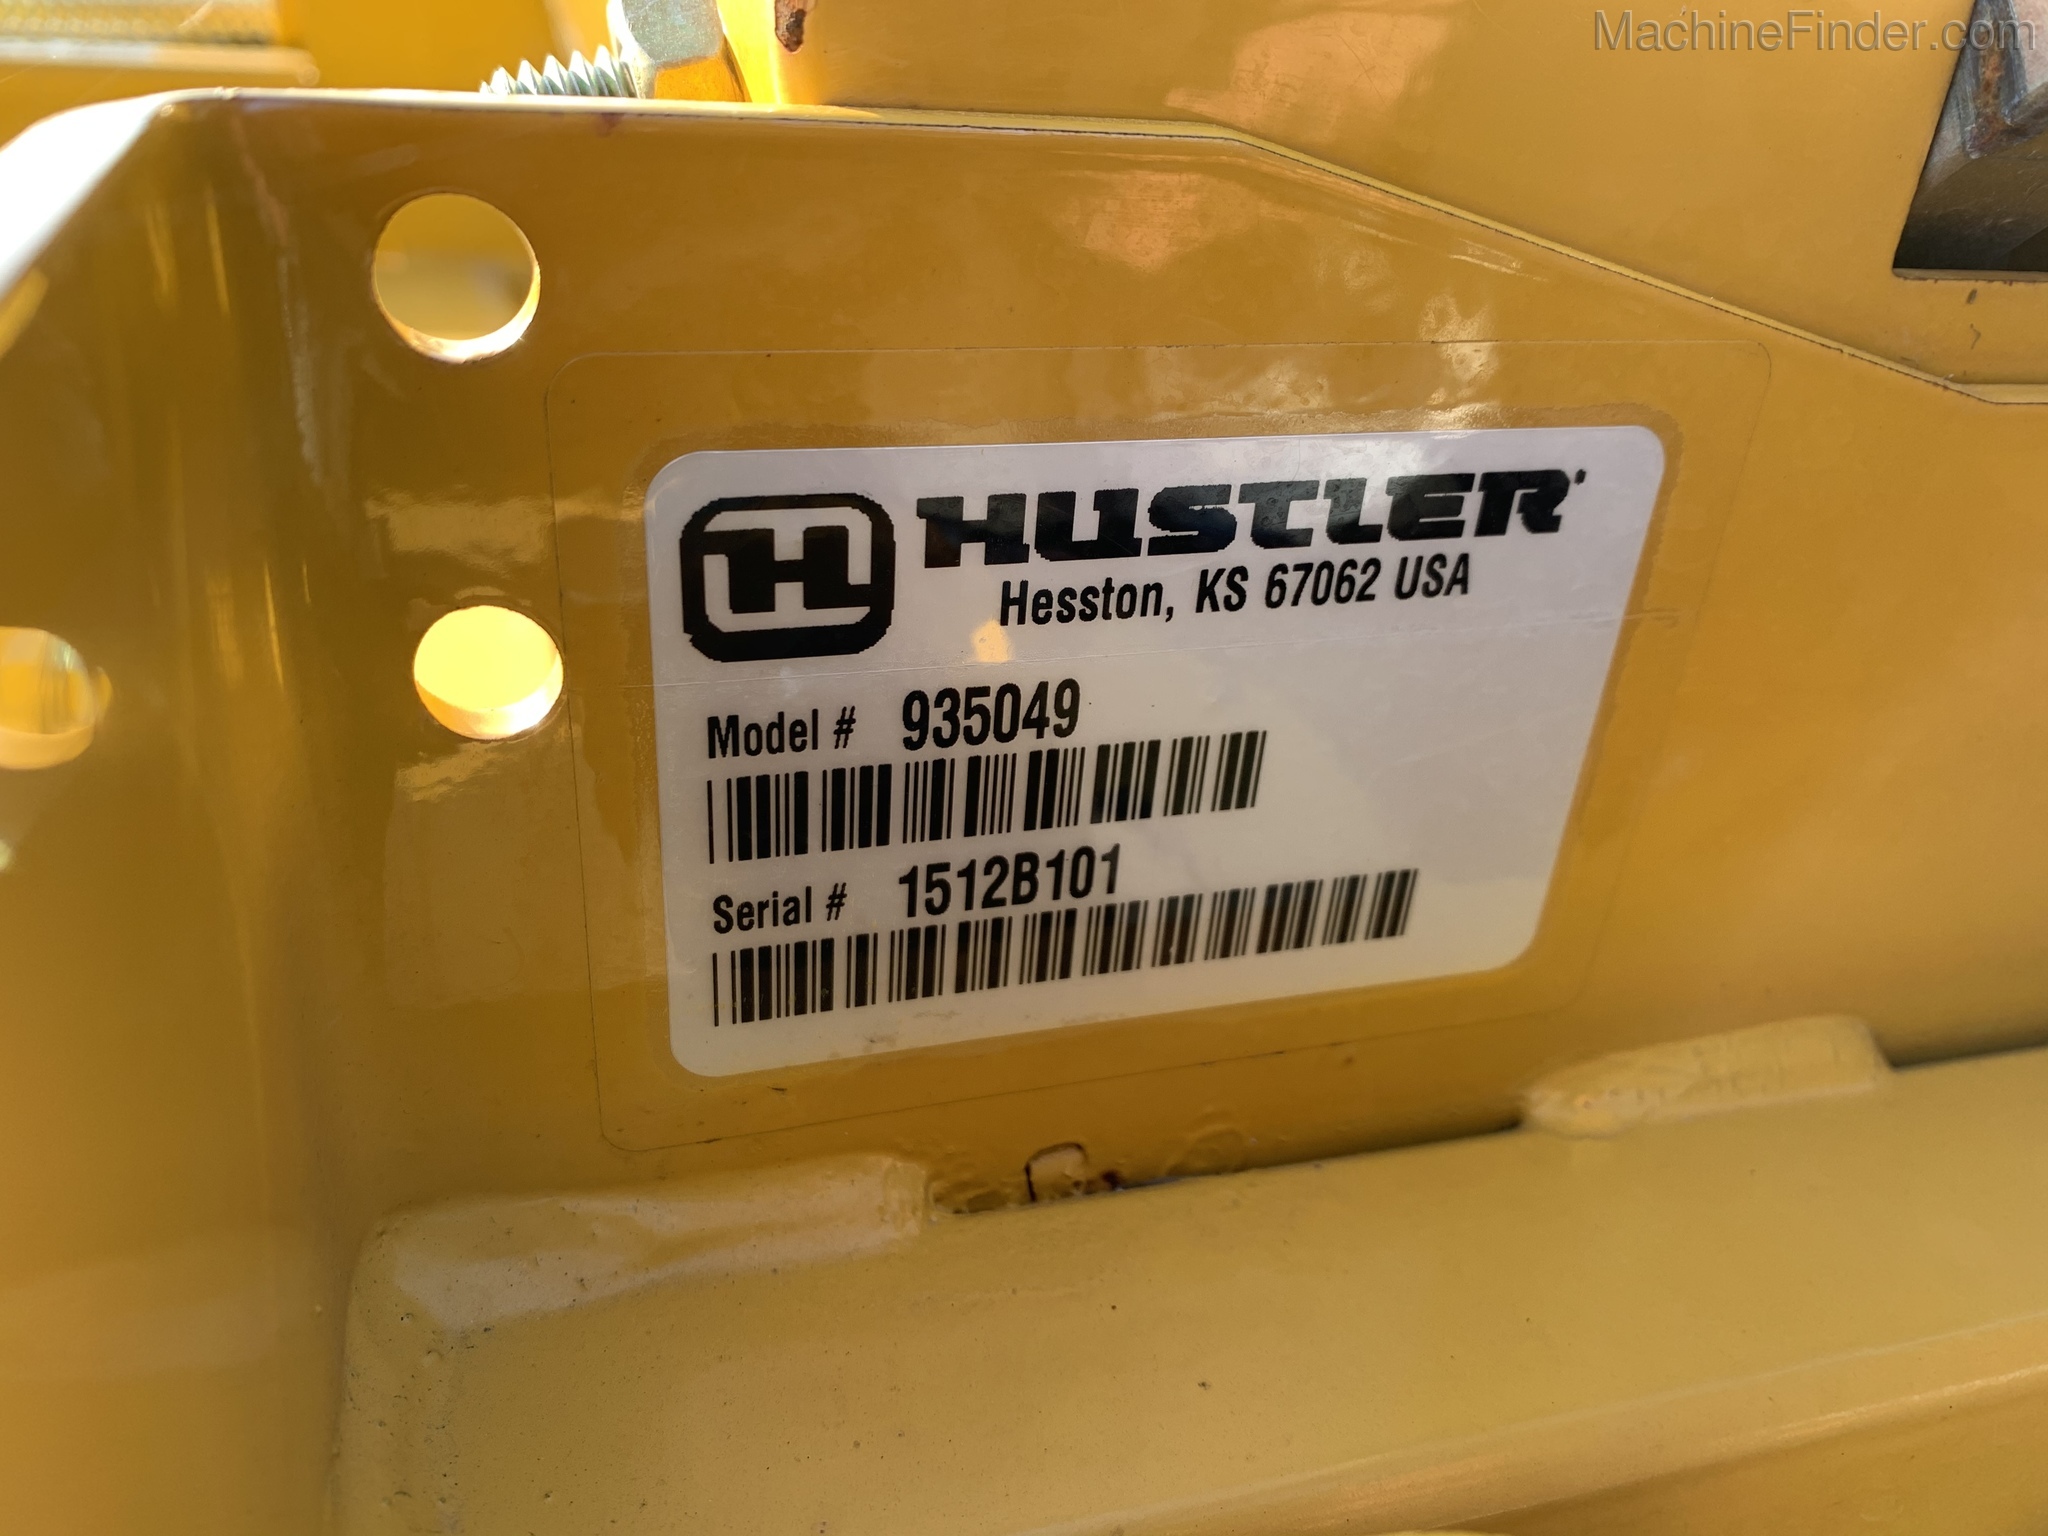 MachineFinder.com
H HUSTLER
Hesston, KS 67062 USA
Model # 935049
Serial # 1512B101